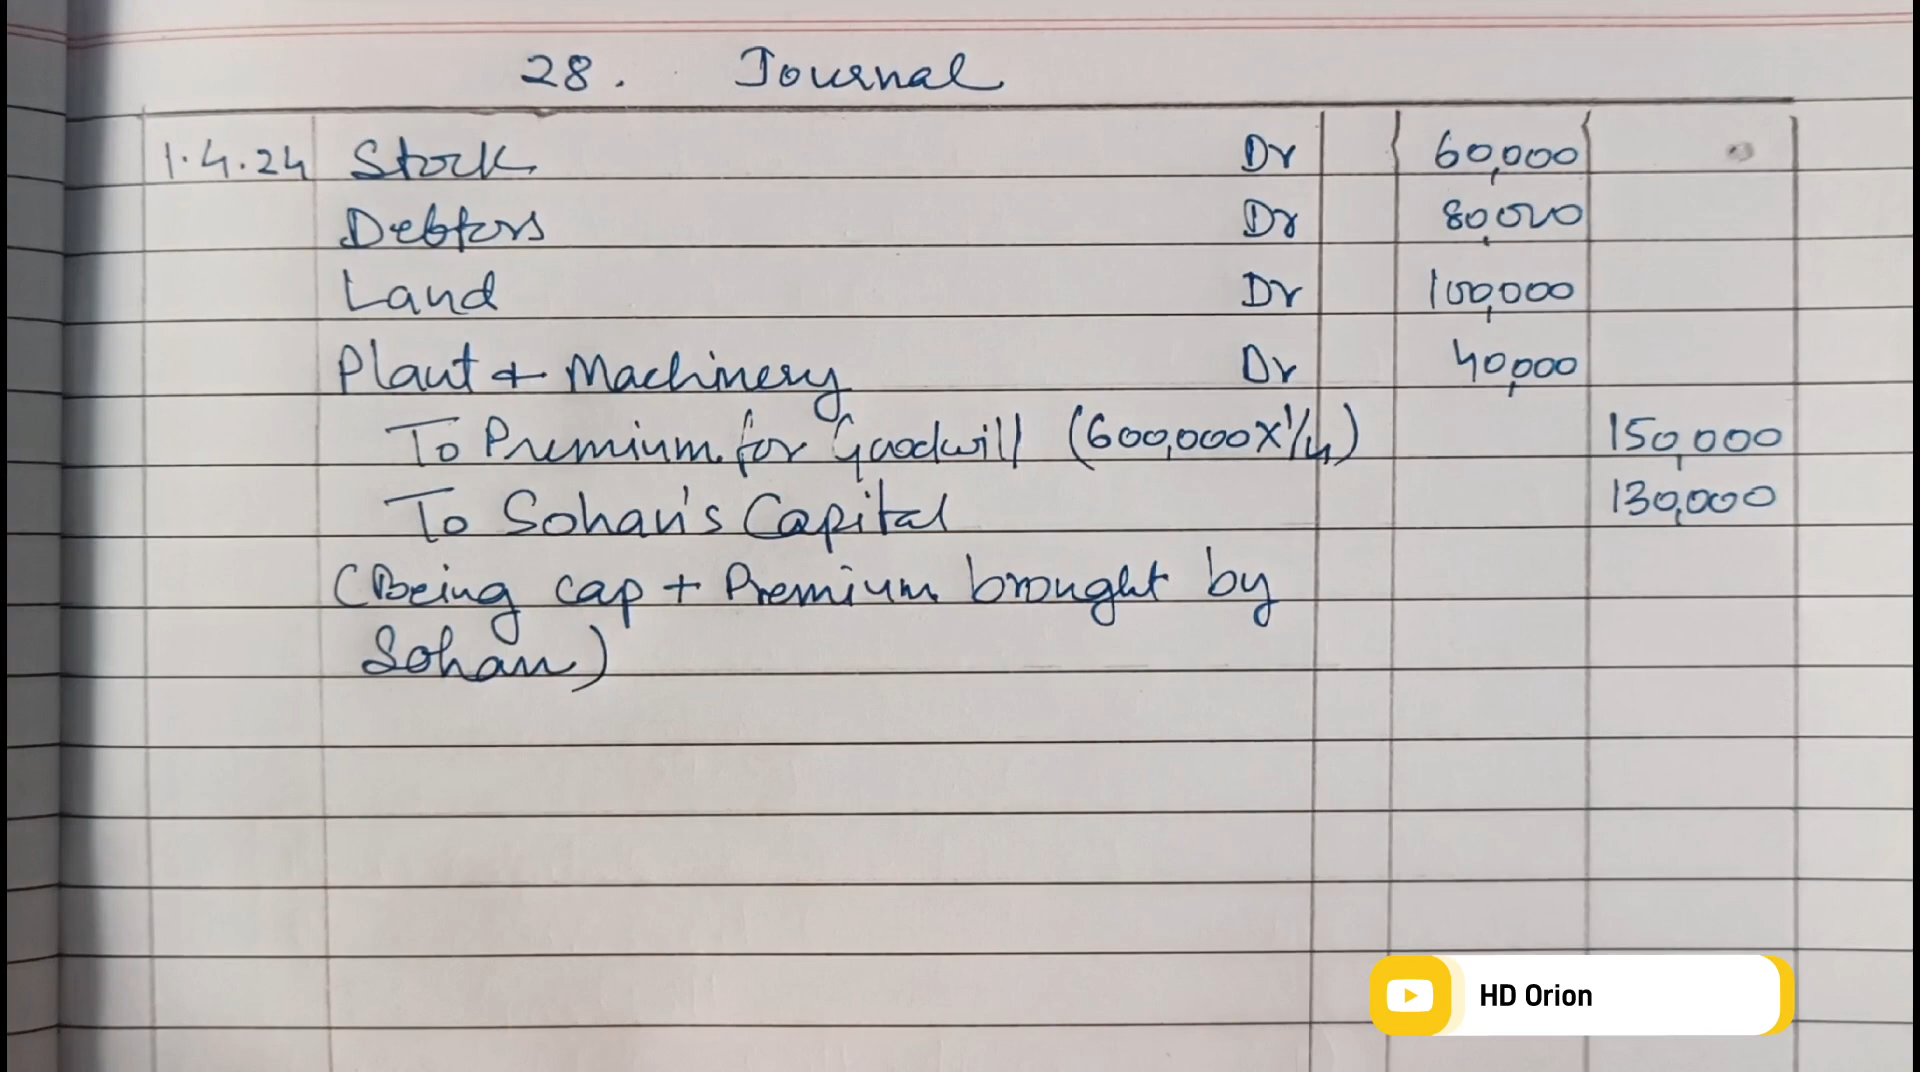 28. Journal
1.4.24 Stock Dr 60,000
Debtors Dr 80,000
Land Dr 100,000
Plant + Machinery Dr 40,000
To Premium for Goodwill (600,000x1/4) 150,000
To Sohan's Capital 130,000
(Being cap + Premium brought by
Sohan)
HD Orion